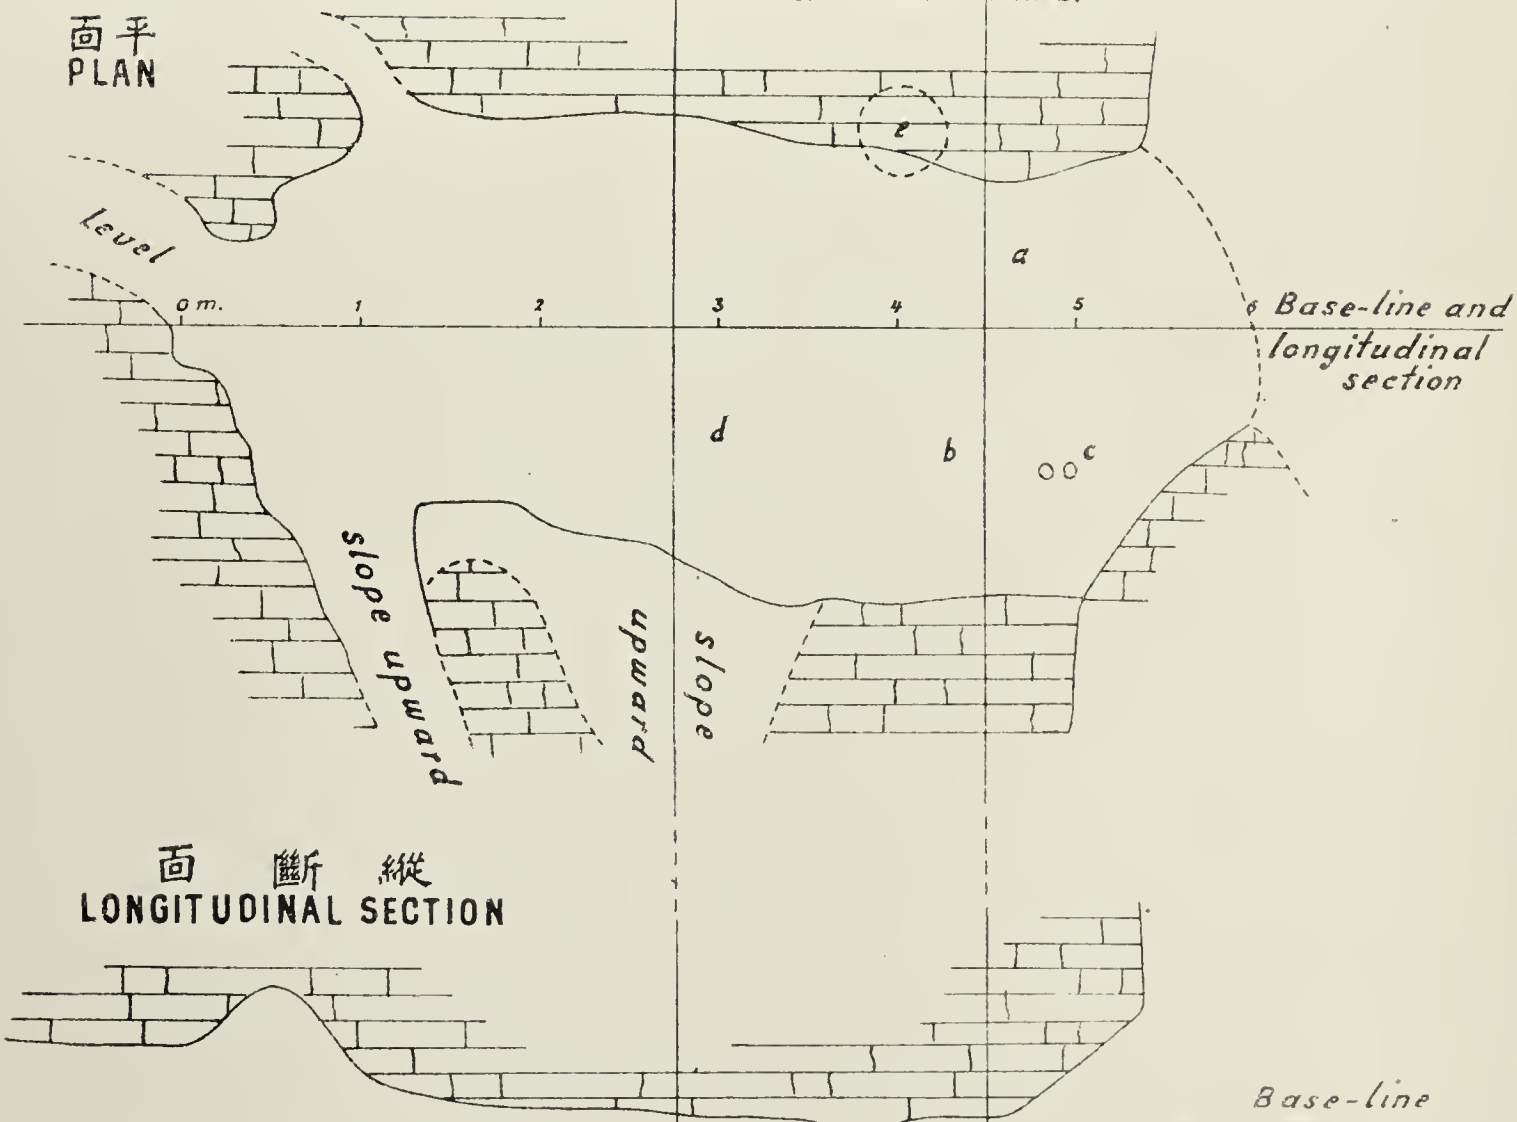 面平
PLAN
e
Level
a
0 m.
1
2
3
4
5
6
Base-line and
longitudinal
section
d
b
c
slope upward
slope
upward
面 斷 縱
LONGITUDINAL SECTION
Base-line